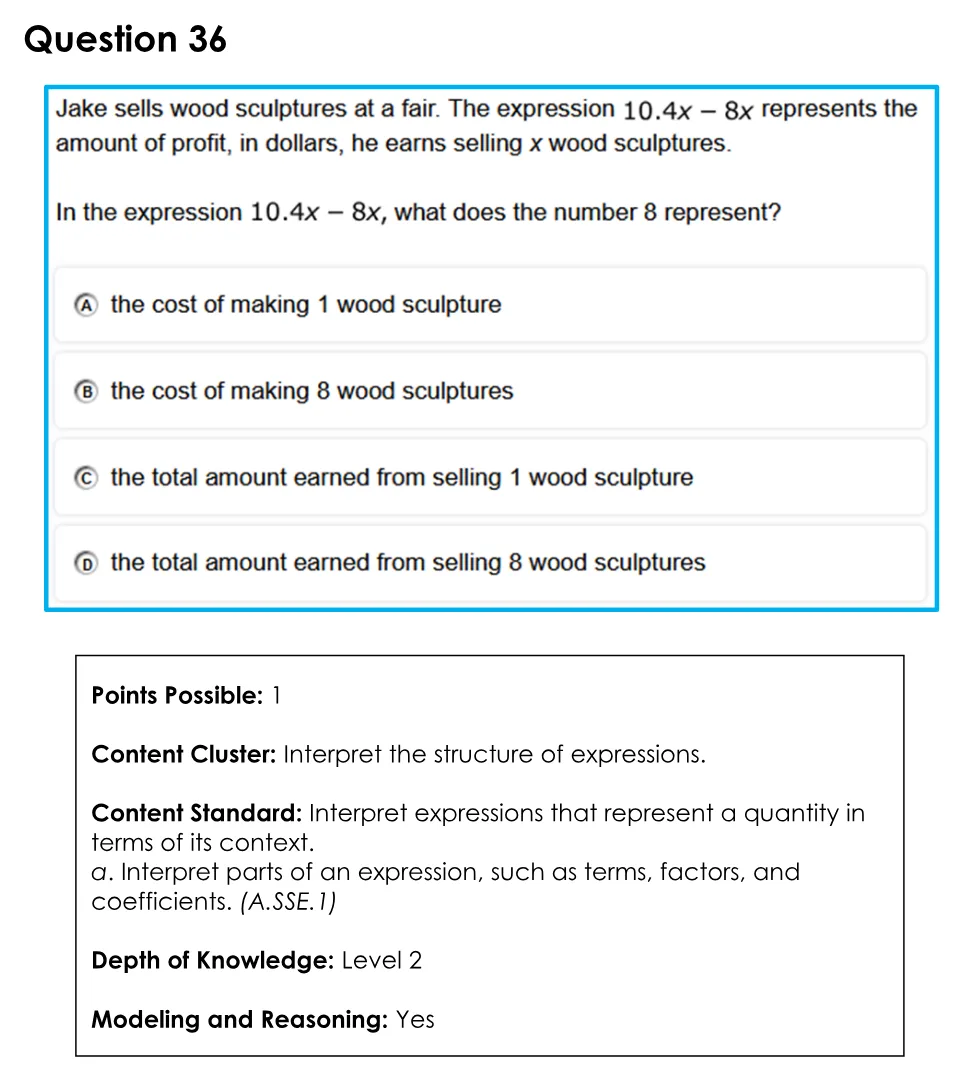 Question 36
Jake sells wood sculptures at a fair. The expression 10.4x – 8x represents the
amount of profit, in dollars, he earns selling x wood sculptures.
In the expression 10.4x – 8x, what does the number 8 represent?
A the cost of making 1 wood sculpture
B the cost of making 8 wood sculptures
C the total amount earned from selling 1 wood sculpture
D the total amount earned from selling 8 wood sculptures
Points Possible: 1
Content Cluster: Interpret the structure of expressions.
Content Standard: Interpret expressions that represent a quantity in
terms of its context.
a. Interpret parts of an expression, such as terms, factors, and
coefficients. (A.SSE.1)
Depth of Knowledge: Level 2
Modeling and Reasoning: Yes